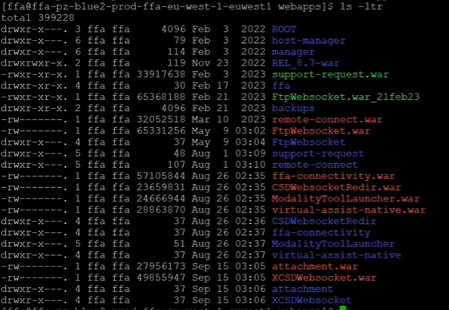 [ffa@ffa-pz-blue2-prod-ffa-eu-west-1-euwest1 webapps]$ ls -ltr
total 399228
drwxr-x---. 3 ffa ffa 4096 Feb 3 2022 ROOT
drwxr-x---. 6 ffa ffa 79 Feb 3 2022 host-manager
drwxr-x---. 6 ffa ffa 114 Feb 3 2022 manager
drwxrwxr-x. 2 ffa ffa 119 Nov 23 2022 REL_8.7-war
-rwxr-xr-x. 1 ffa ffa 33917638 Feb 3 2023 support-request.war
drwxr-xr-x. 4 ffa ffa 30 Feb 17 2023 ffa
-rwxr-xr-x. 1 ffa ffa 65368188 Feb 21 2023 FtpWebsocket.war_21feb23
drwxr-xr-x. 2 ffa ffa 4096 Feb 21 2023 backups
-rw-------. 1 ffa ffa 32052518 Mar 10 2023 remote-connect.war
-rw-------. 1 ffa ffa 65331256 May 9 03:02 FtpWebsocket.war
drwxr-x---. 4 ffa ffa 37 May 9 03:04 FtpWebsocket
drwxr-x---. 5 ffa ffa 48 Aug 1 03:09 support-request
drwxr-x---. 5 ffa ffa 107 Aug 1 03:10 remote-connect
-rw-------. 1 ffa ffa 57105844 Aug 26 02:35 ffa-connectivity.war
-rw-------. 1 ffa ffa 23659831 Aug 26 02:35 CSDWebsocketRedir.war
-rw-------. 1 ffa ffa 24666944 Aug 26 02:35 ModalityToolLauncher.war
-rw-------. 1 ffa ffa 28863870 Aug 26 02:35 virtual-assist-native.war
drwxr-x---. 4 ffa ffa 37 Aug 26 02:36 CSDWebsocketRedir
drwxr-x---. 4 ffa ffa 37 Aug 26 02:37 ffa-connectivity
drwxr-x---. 5 ffa ffa 51 Aug 26 02:37 ModalityToolLauncher
drwxr-x---. 4 ffa ffa 37 Aug 26 02:37 virtual-assist-native
-rw-------. 1 ffa ffa 27956173 Sep 15 03:05 attachment.war
-rw-------. 1 ffa ffa 49855947 Sep 15 03:05 XCSWebsocket.war
drwxr-x---. 4 ffa ffa 37 Sep 15 03:06 attachment
drwxr-x---. 4 ffa ffa 37 Sep 15 03:06 XCSWebsocket